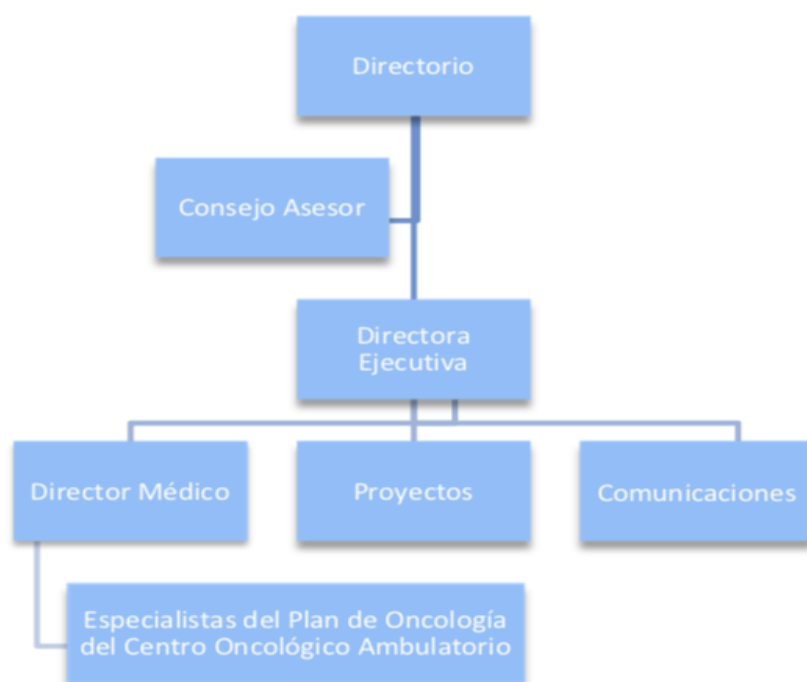 Directorio
Consejo Asesor
Directora
Ejecutiva
Director Médico
Proyectos
Comunicaciones
Especialistas del Plan de Oncología
del Centro Oncológico Ambulatorio